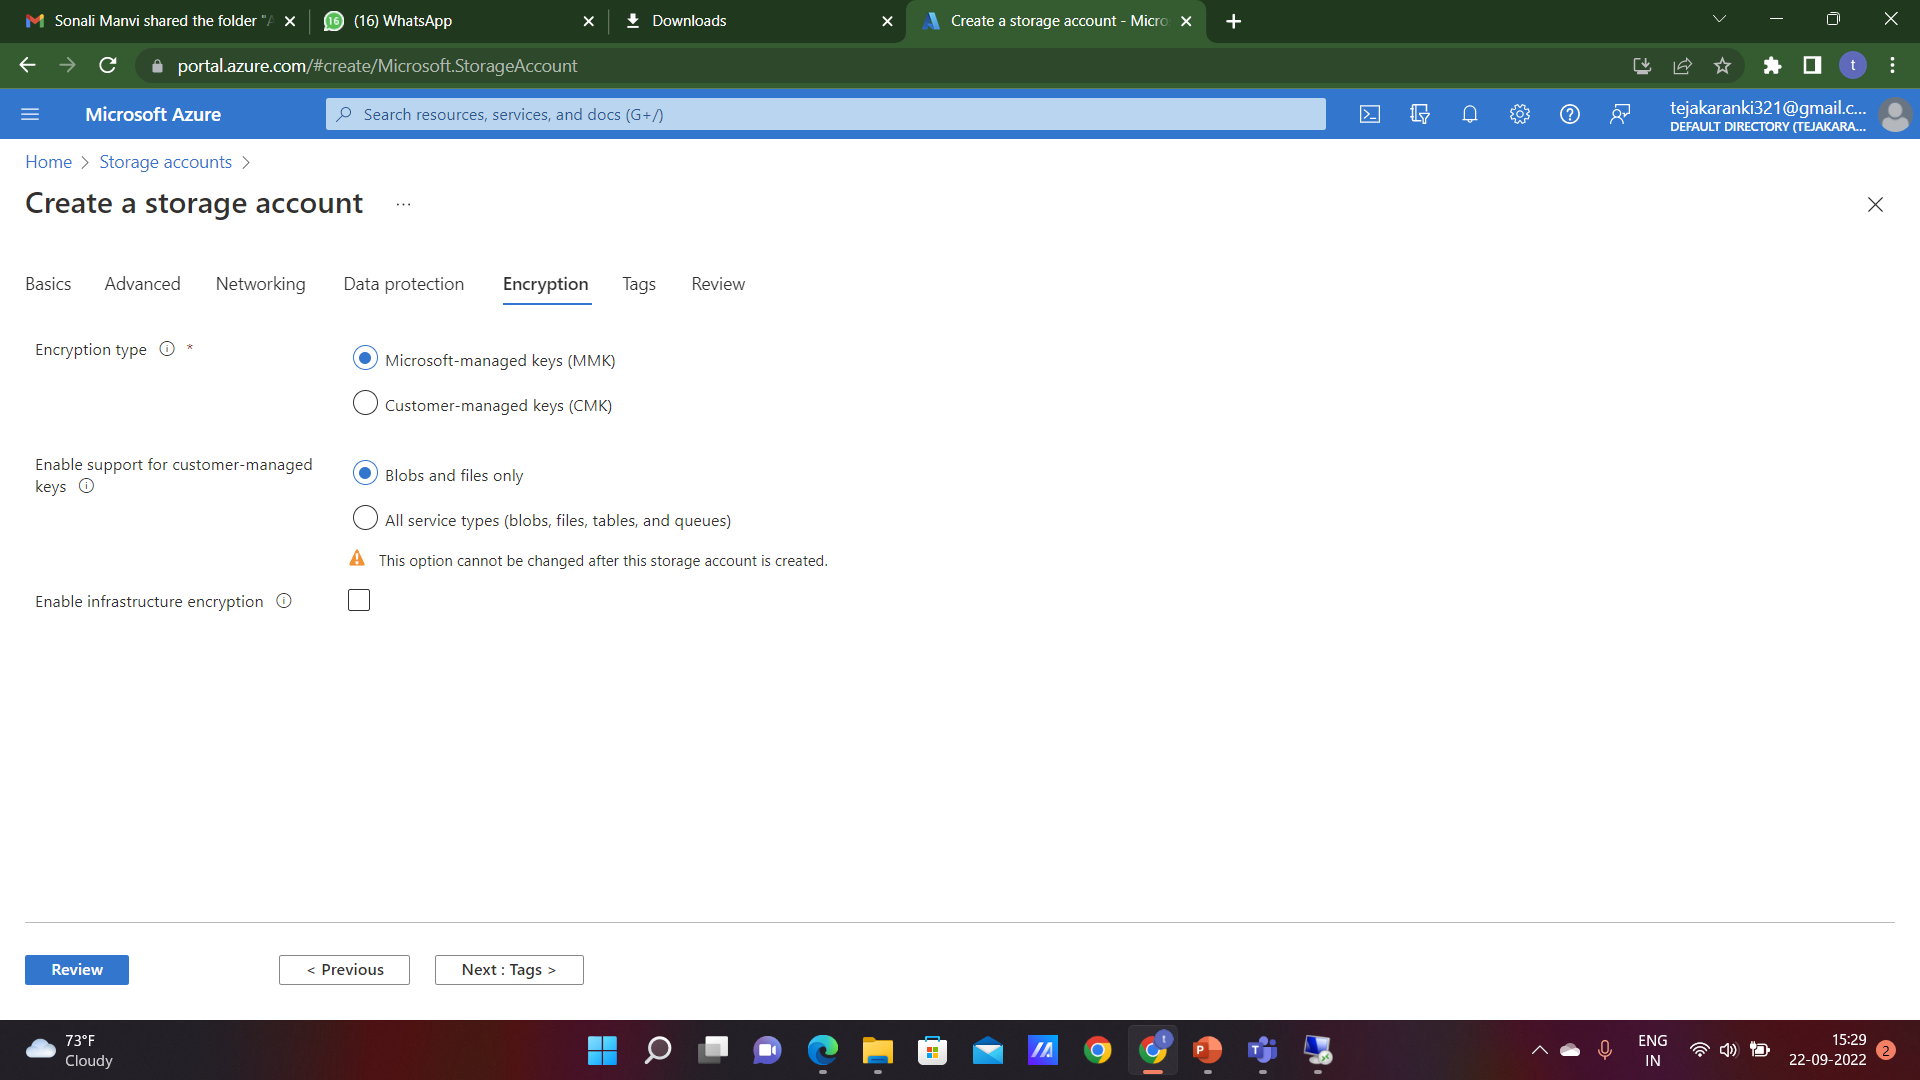 Sonali Manvi shared the folder "A
16
(16) WhatsApp
Downloads
Create a storage account - Micro
portal.azure.com/#create/Microsoft.StorageAccount
t
Microsoft Azure
Search resources, services, and docs (G+/)
tejakaranki321@gmail.c...
DEFAULT DIRECTORY (TEJAKARA...
Home > Storage accounts >
Create a storage account ...
Basics Advanced Networking Data protection Encryption Tags Review
Encryption type *
Microsoft-managed keys (MMK)
Customer-managed keys (CMK)
Enable support for customer-managed
keys
Blobs and files only
All service types (blobs, files, tables, and queues)
This option cannot be changed after this storage account is created.
Enable infrastructure encryption
Review
< Previous
Next : Tags >
73°F
Cloudy
t
P
T
ENG
IN
15:29
22-09-2022
2